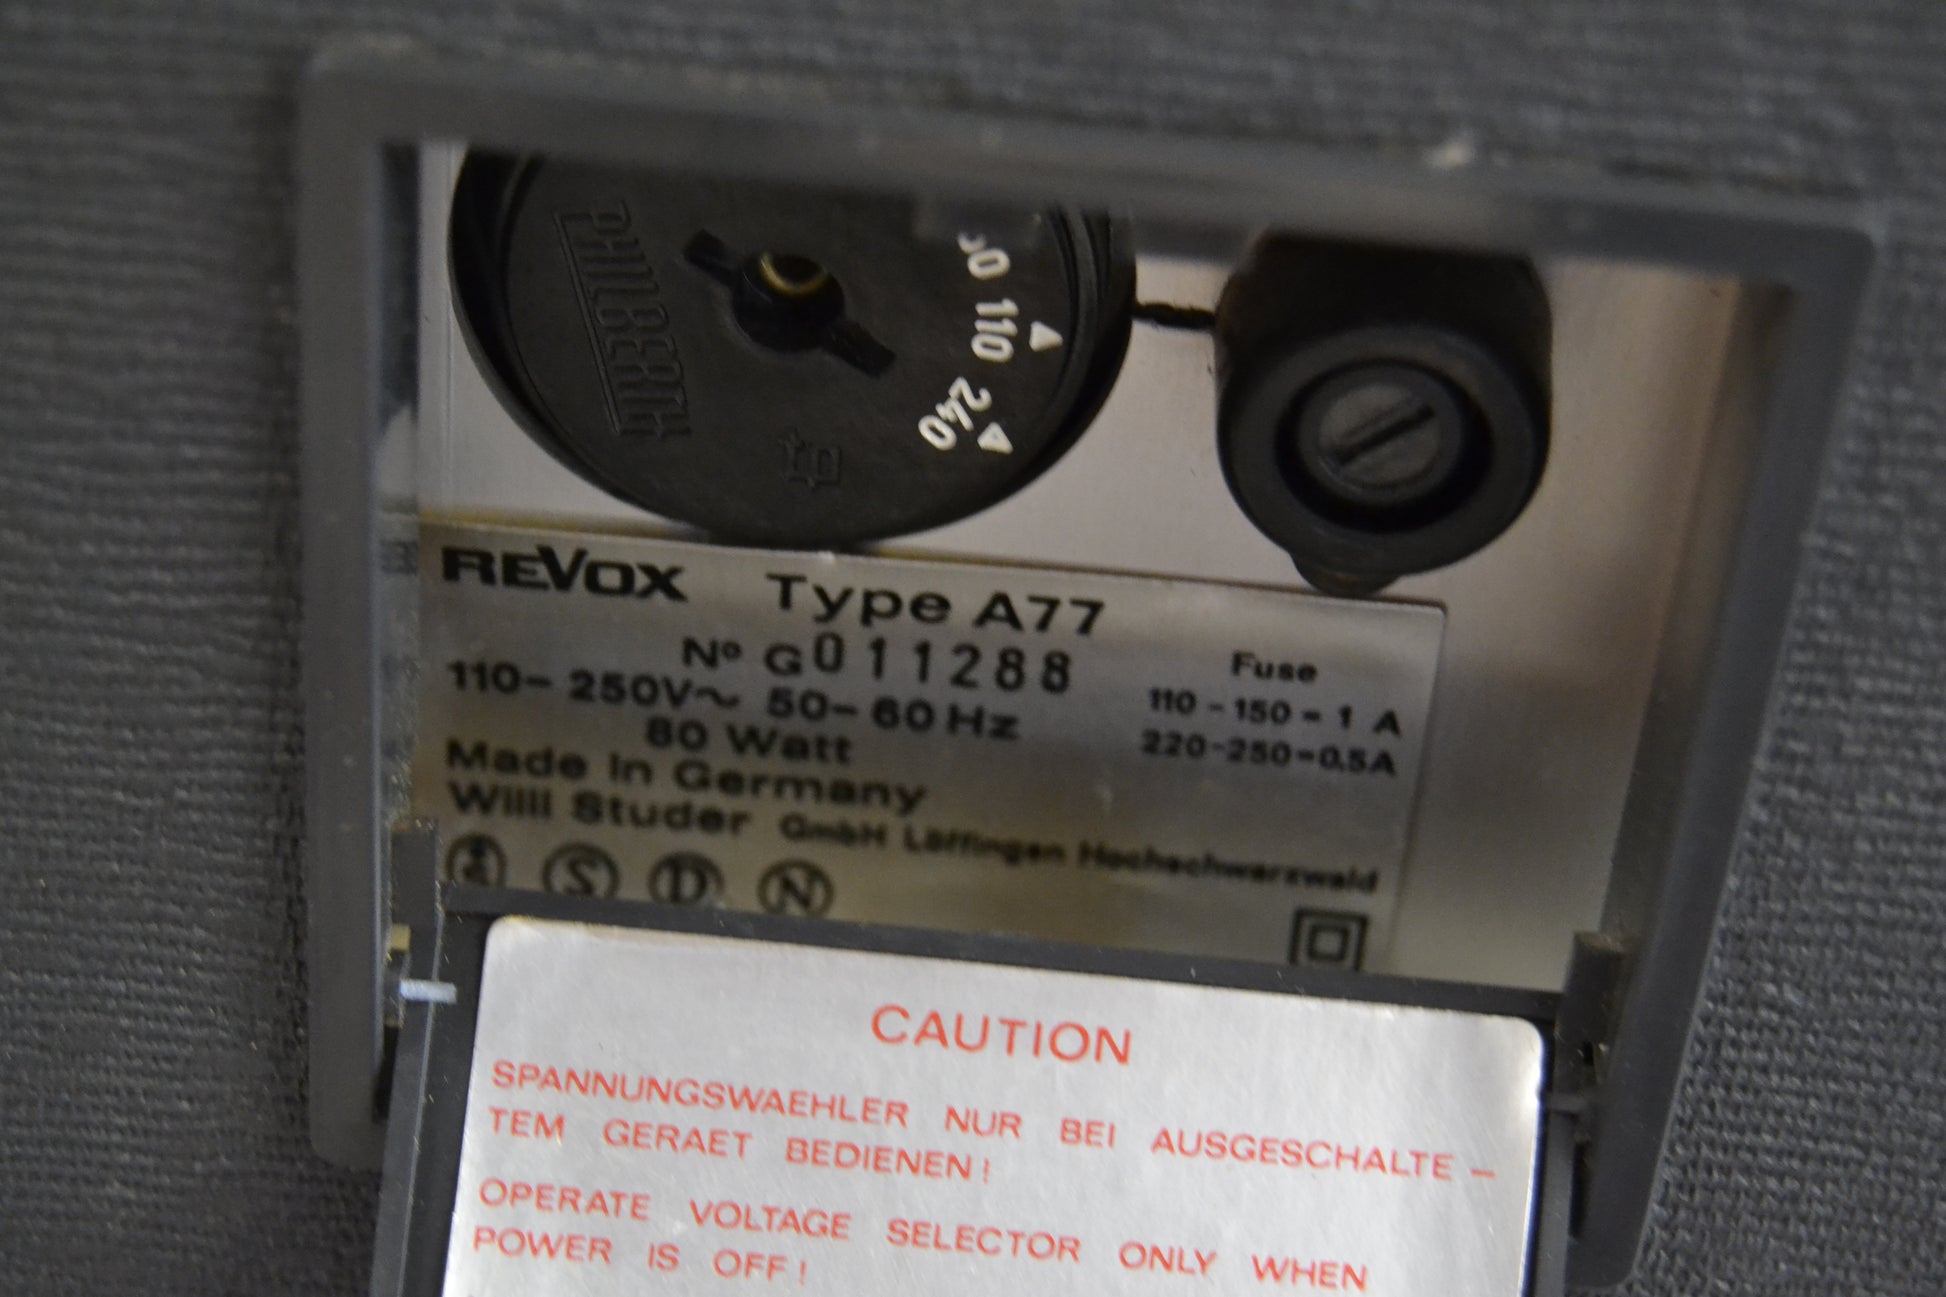 110
240
REVOX Type A77
Nº G011288
110-250V~ 50-60Hz
80 Watt
Fuse
110-150=1 A
220-250=0,5A
Made in Germany
Willi Studer GmbH Löffingen Hochschwarzwald
S D N
CAUTION
SPANNUNGSWAEHLER NUR BEI AUSGESCHALTE-
TEM GERAET BEDIENEN!
OPERATE VOLTAGE SELECTOR ONLY WHEN
POWER IS OFF!